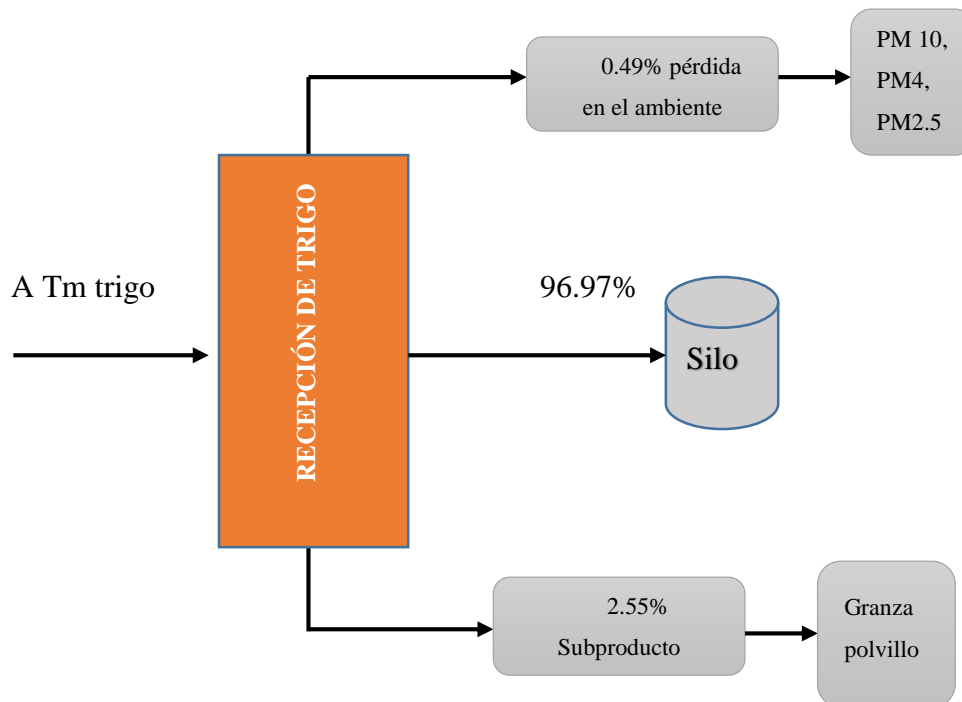 0.49% pérdida
en el ambiente
PM 10,
PM4,
PM2.5
A Tm trigo
RECEPCIÓN DE TRIGO
96.97%
Silo
2.55%
Subproducto
Granza
polvillo